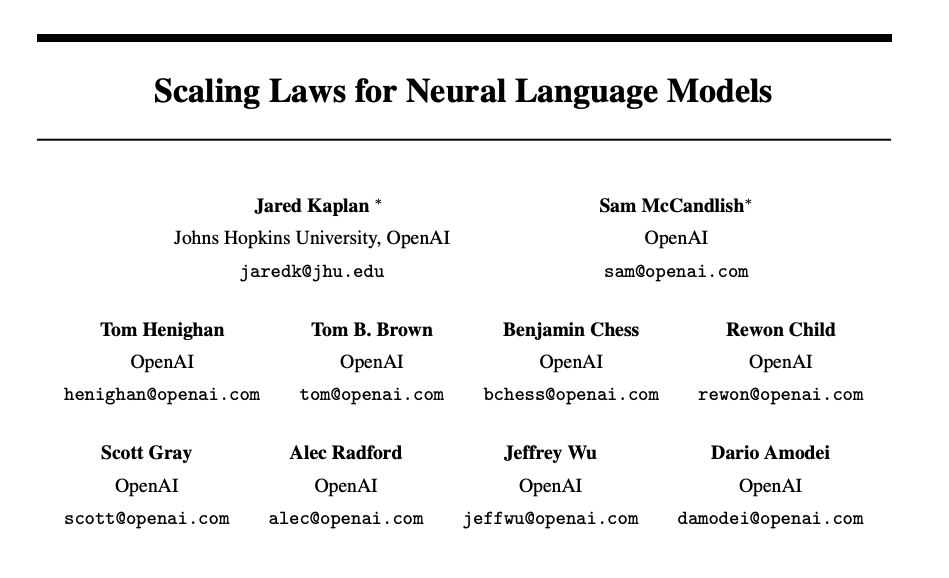 Scaling Laws for Neural Language Models
Jared Kaplan * Sam McCandlish*
Johns Hopkins University, OpenAI OpenAI
jaredk@jhu.edu sam@openai.com
Tom Henighan Tom B. Brown Benjamin Chess Rewon Child
OpenAI OpenAI OpenAI OpenAI
henighan@openai.com tom@openai.com bchess@openai.com rewon@openai.com
Scott Gray Alec Radford Jeffrey Wu Dario Amodei
OpenAI OpenAI OpenAI OpenAI
scott@openai.com alec@openai.com jeffwu@openai.com damodei@openai.com